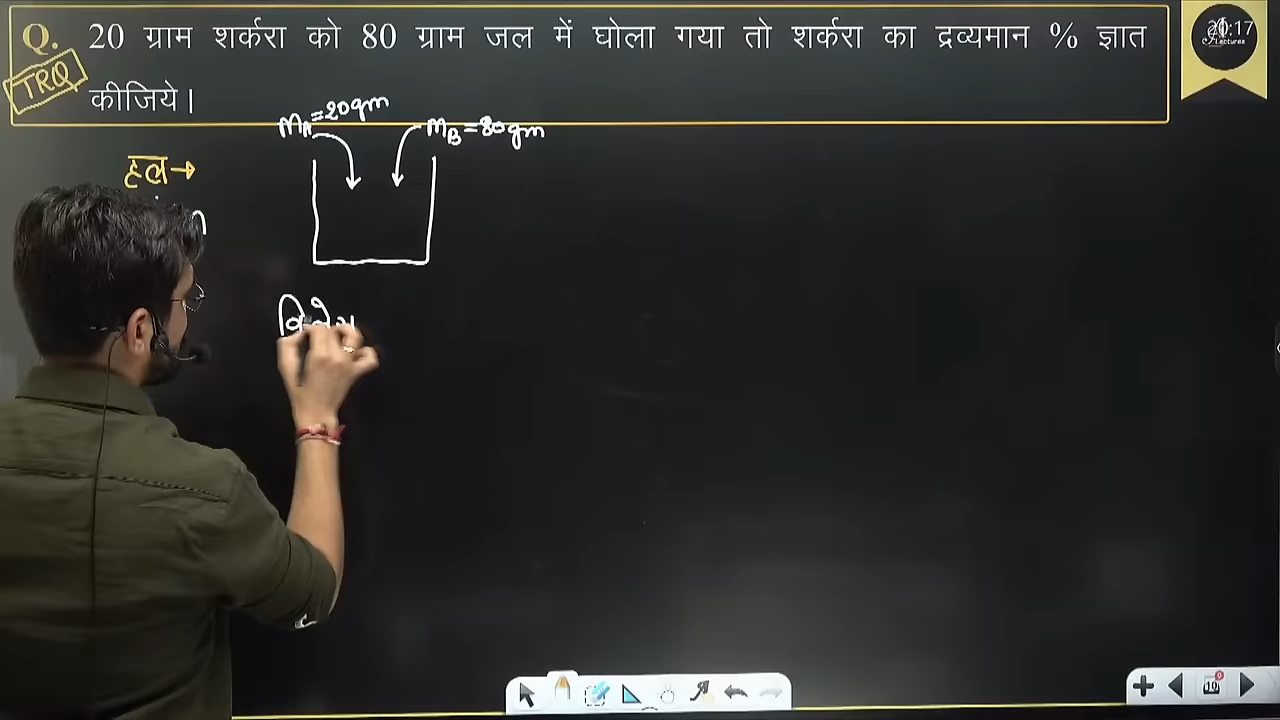 Q. 20 ग्राम शर्करा को 80 ग्राम जल में घोला गया तो शर्करा का द्रव्यमान % ज्ञात
TRQ कीजिये।
mA=20gm
mB=80gm
हल→